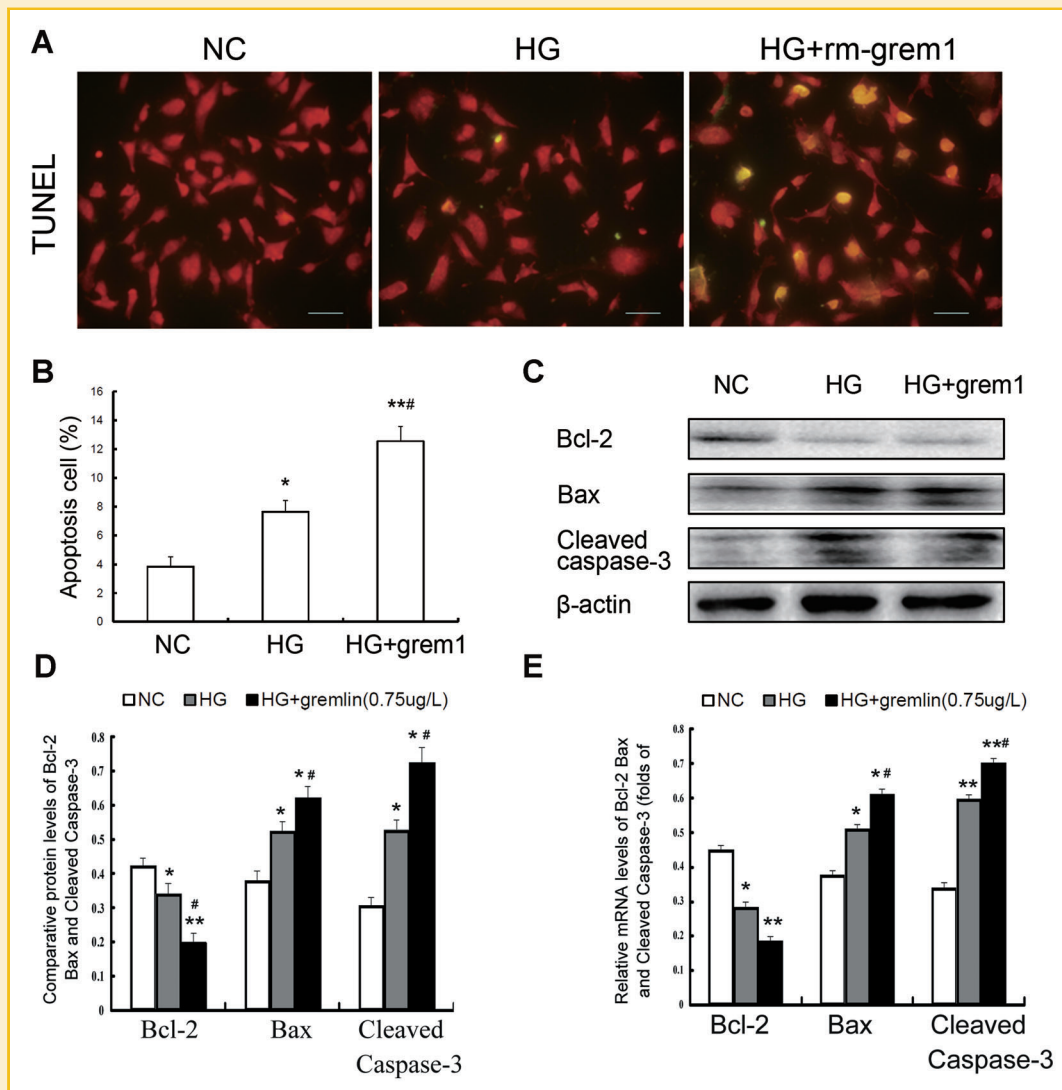 A
NC HG HG+rm-grem1
TUNEL
B
Apoptosis cell (%)
16
14
12
10
8
6
4
2
0
*
**#
NC HG HG+grem1
C
NC HG HG+grem1
Bcl-2
Bax
Cleaved
caspase-3
β-actin
D
NC HG HG+gremlin(0.75ug/L)
Comparative protein levels of Bcl-2
Bax and Cleaved Caspase-3
0.8
0.7
0.6
0.5
0.4
0.3
0.2
0.1
0
*
#
**
*
* #
*
* #
Bcl-2 Bax Cleaved
Caspase-3
E
NC HG HG+gremlin(0.75ug/L)
Relative mRNA levels of Bcl-2 Bax
and Cleaved Caspase-3 (folds of
0.8
0.7
0.6
0.5
0.4
0.3
0.2
0.1
0
*
**
*
*#
**
**#
Bcl-2 Bax Cleaved
Caspase-3